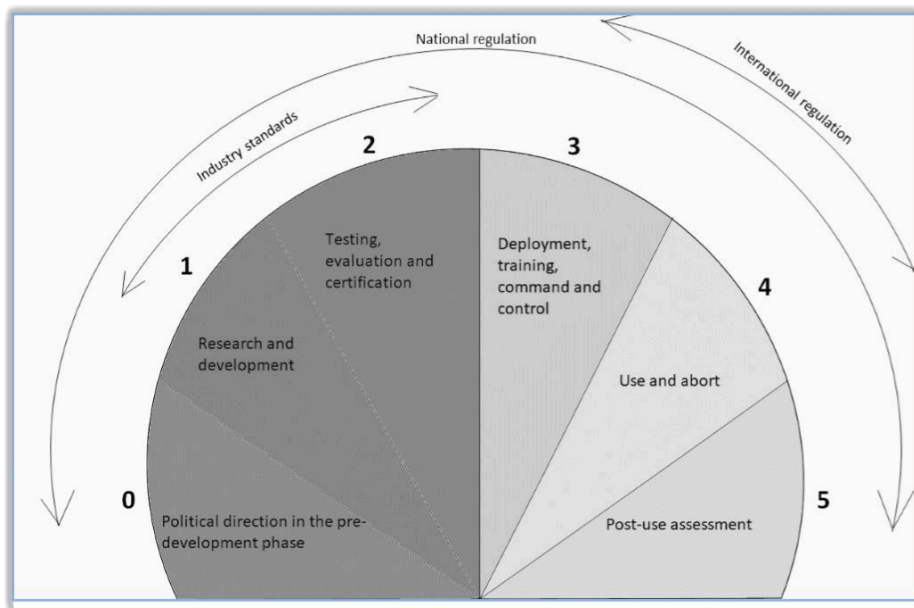 National regulation
International regulation
Industry standards
2
3
1
4
Testing,
evaluation and
certification
Deployment,
training,
command and
control
Research and
development
Use and abort
0
5
Political direction in the pre-
development phase
Post-use assessment